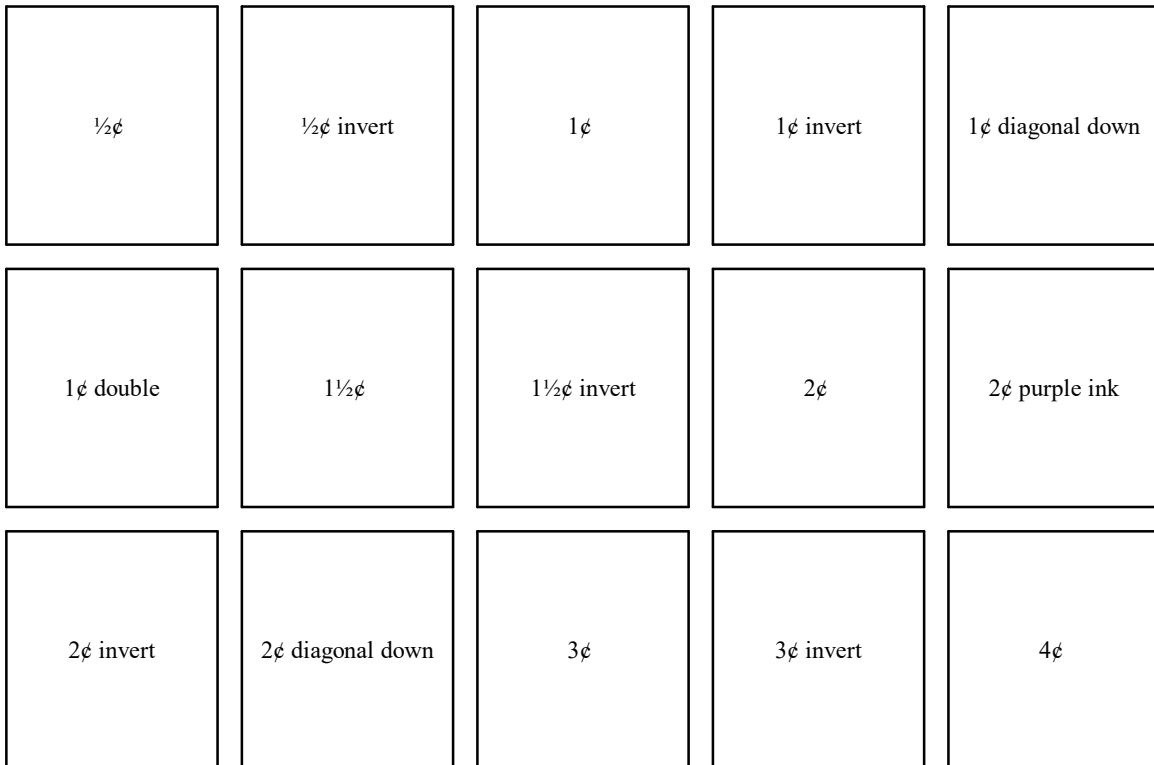 ½¢
½¢ invert
1¢
1¢ invert
1¢ diagonal down
1¢ double
1½¢
1½¢ invert
2¢
2¢ purple ink
2¢ invert
2¢ diagonal down
3¢
3¢ invert
4¢